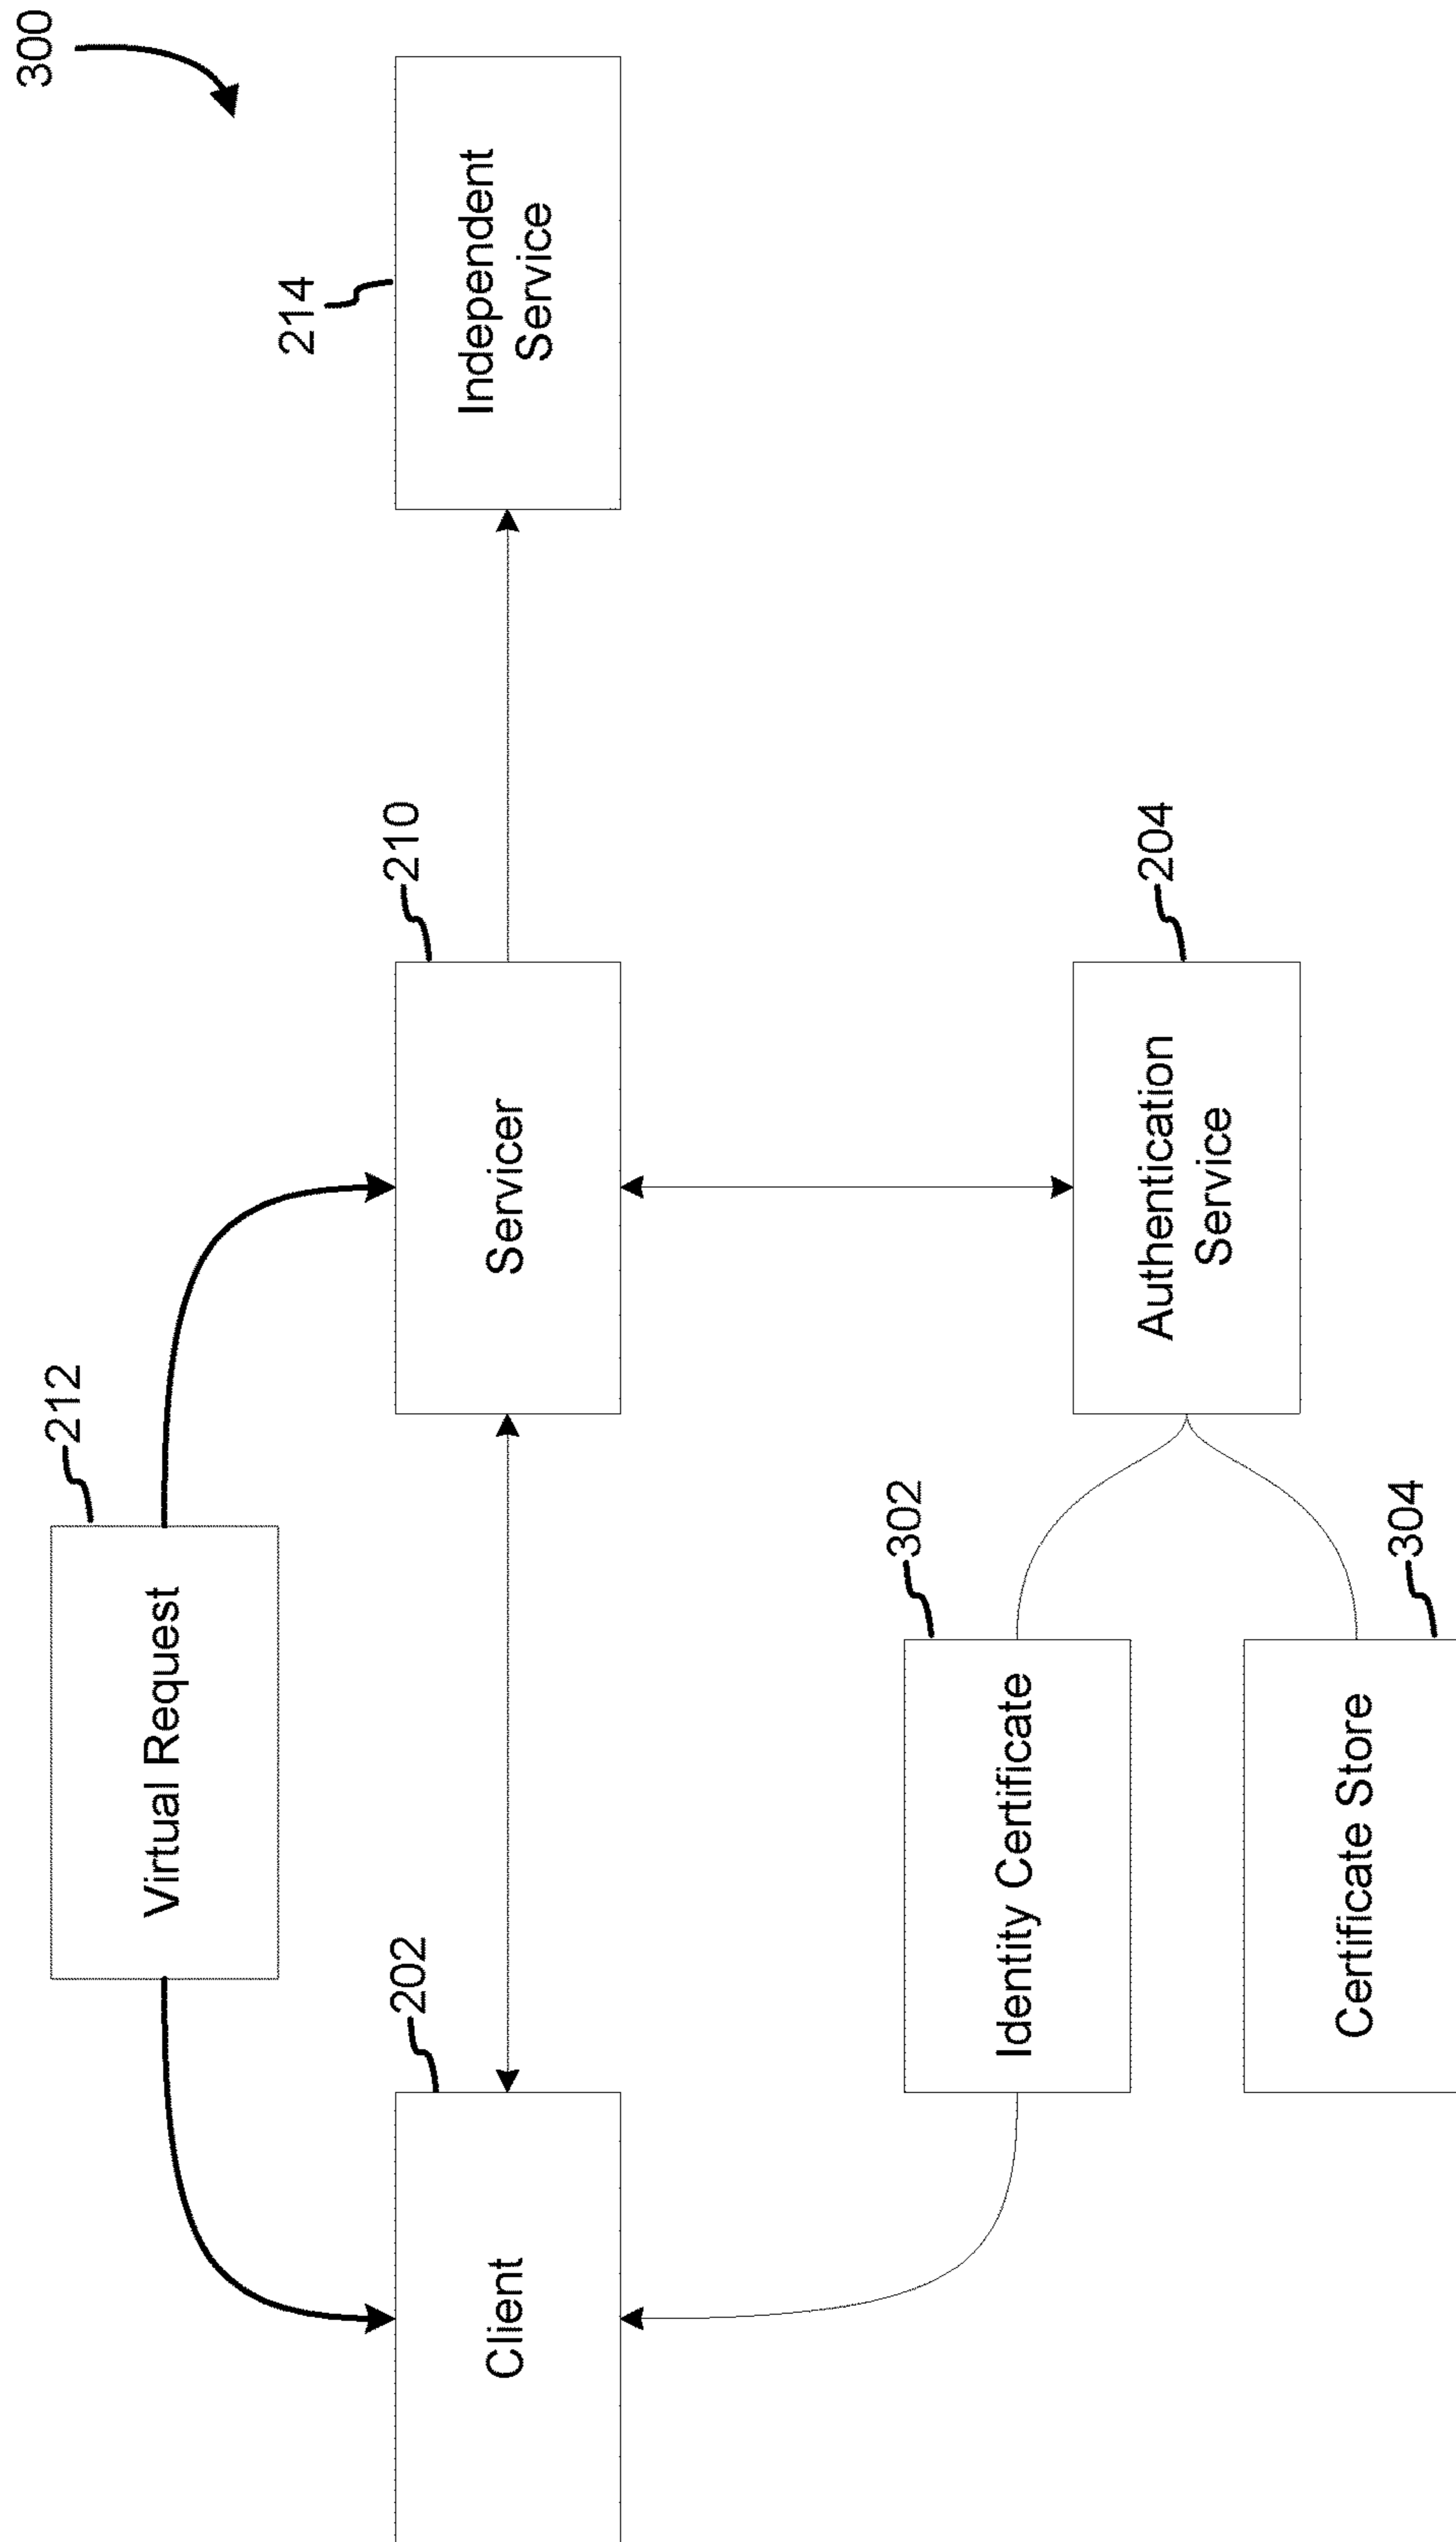 300
212
Virtual Request
202
Client
210
Servicer
214
Independent
Service
302
Identity Certificate
204
Authentication
Service
304
Certificate Store